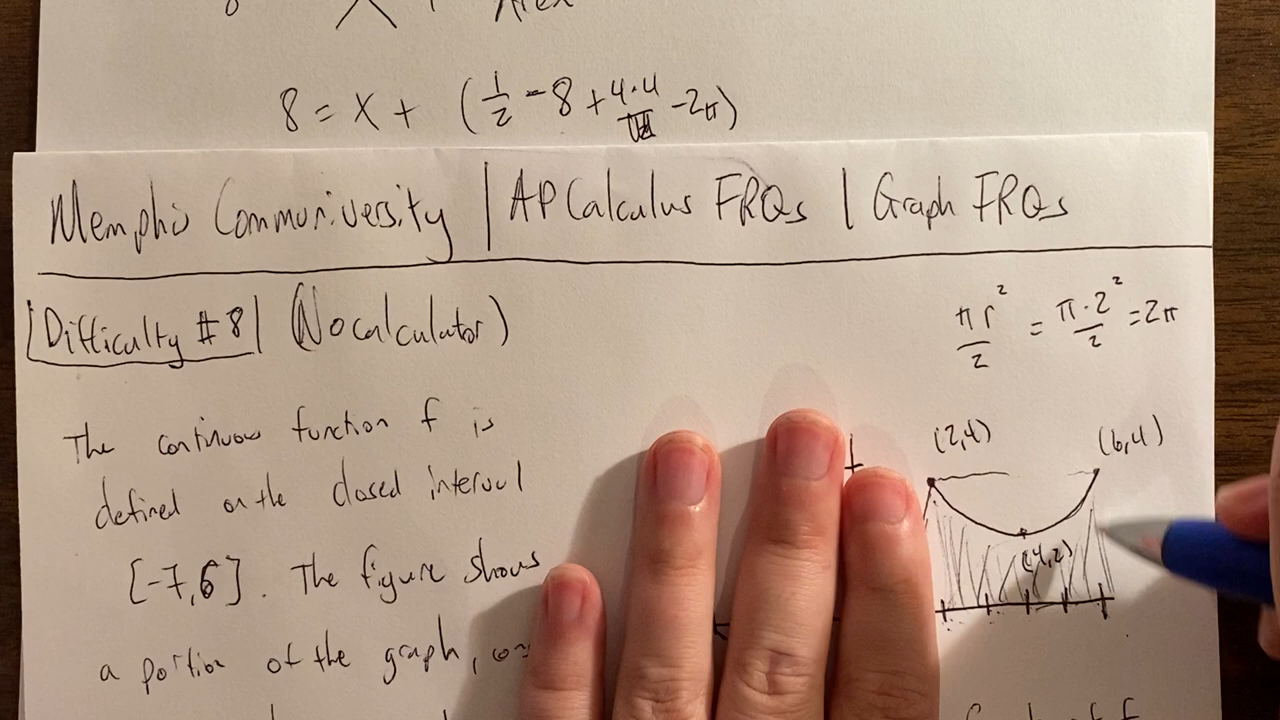 8 = X + (1/2 - 8 + 4·4 - 2π)
Memphis Communiversity | AP Calculus FRQs | Graph FRQs
Difficulty #8 (No calculator)
πr²/2 = π·2²/2 = 2π
The continuous function f is
defined on the closed interval
[-7,6]. The figure shows
a portion of the graph,
(2,4) (6,4)
(4,2)